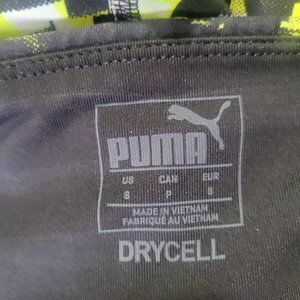 PUMA
US CAN EUR
S P S
MADE IN VIETNAM
FABRIQUÉ AU VIETNAM
DRYCELL